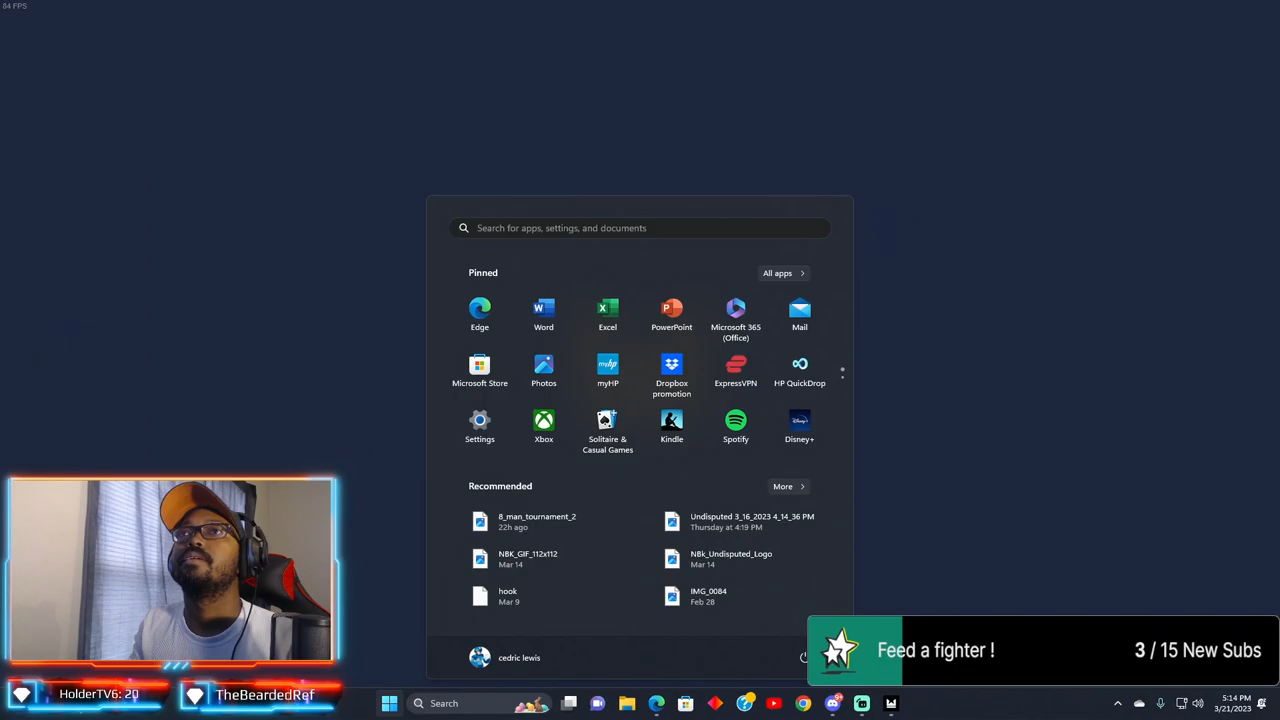 84 FPS
Search for apps, settings, and documents
Pinned
All apps
Edge
Word
Excel
PowerPoint
Microsoft 365
(Office)
Mail
Microsoft Store
Photos
myHP
Dropbox
promotion
ExpressVPN
HP QuickDrop
Settings
Xbox
Solitaire &
Casual Games
Kindle
Spotify
Disney+
Recommended
More
8_man_tournament_2
22h ago
Undisputed 3_16_2023 4_14_36 PM
Thursday at 4:19 PM
NBK_GIF_112x112
Mar 14
NBk_Undisputed_Logo
Mar 14
hook
Mar 9
IMG_0084
Feb 28
cedric lewis
Feed a fighter !
3 / 15 New Subs
HolderTV6: 20
TheBeardedRef
Search
5:14 PM
3/21/2023